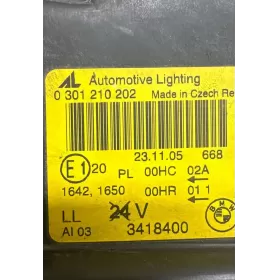 AL Automotive Lighting
0 301 210 202 Made in Czech Re
23.11.05 668
E1 20 PL 00HC 02A
1642, 1650 00HR 01 1
LL 24 V BMW
AI 03 3418400